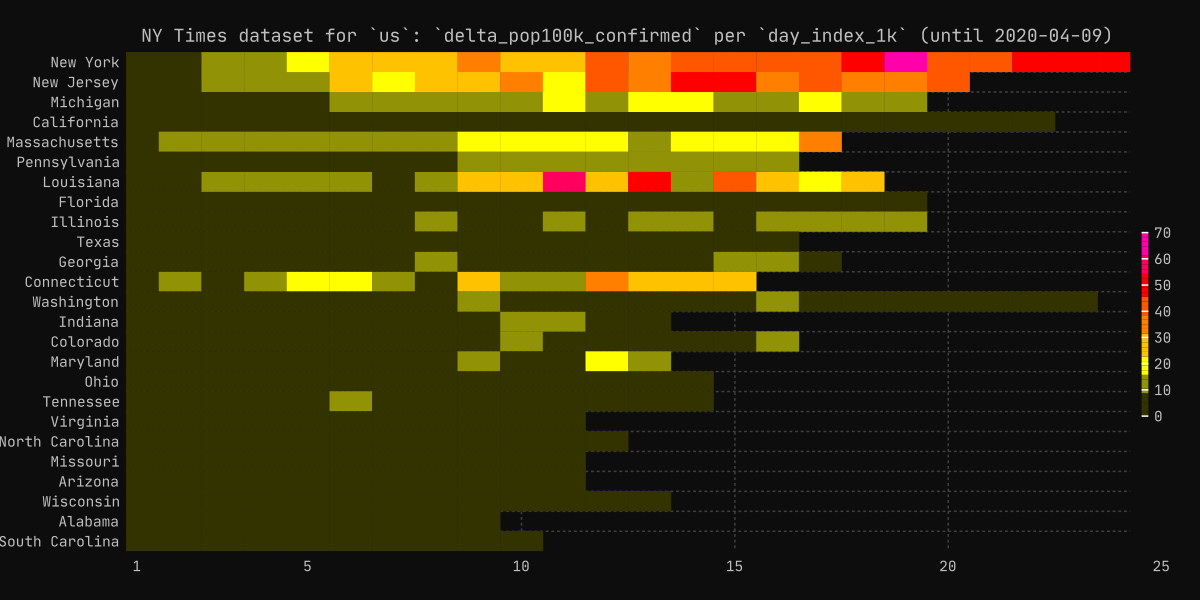 NY Times dataset for `us`: `delta_pop100k_confirmed` per `day_index_1k` (until 2020-04-09)
New York
New Jersey
Michigan
California
Massachusetts
Pennsylvania
Louisiana
Florida
Illinois
Texas
Georgia
Connecticut
Washington
Indiana
Colorado
Maryland
Ohio
Tennessee
Virginia
North Carolina
Missouri
Arizona
Wisconsin
Alabama
South Carolina
1 5 10 15 20 25
70
60
50
40
30
20
10
0